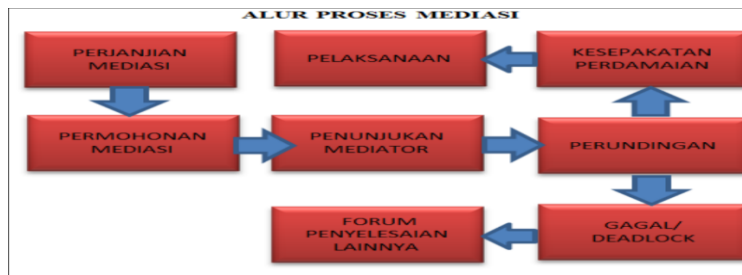 ALUR PROSES MEDIASI
PERJANJIAN
MEDIASI
PELAKSANAAN
KESEPAKATAN
PERDAMAIAN
PERMOHONAN
MEDIASI
PENUNJUKAN
MEDIATOR
PERUNDINGAN
FORUM
PENYELESAIAN
LAINNYA
GAGAL/
DEADLOCK